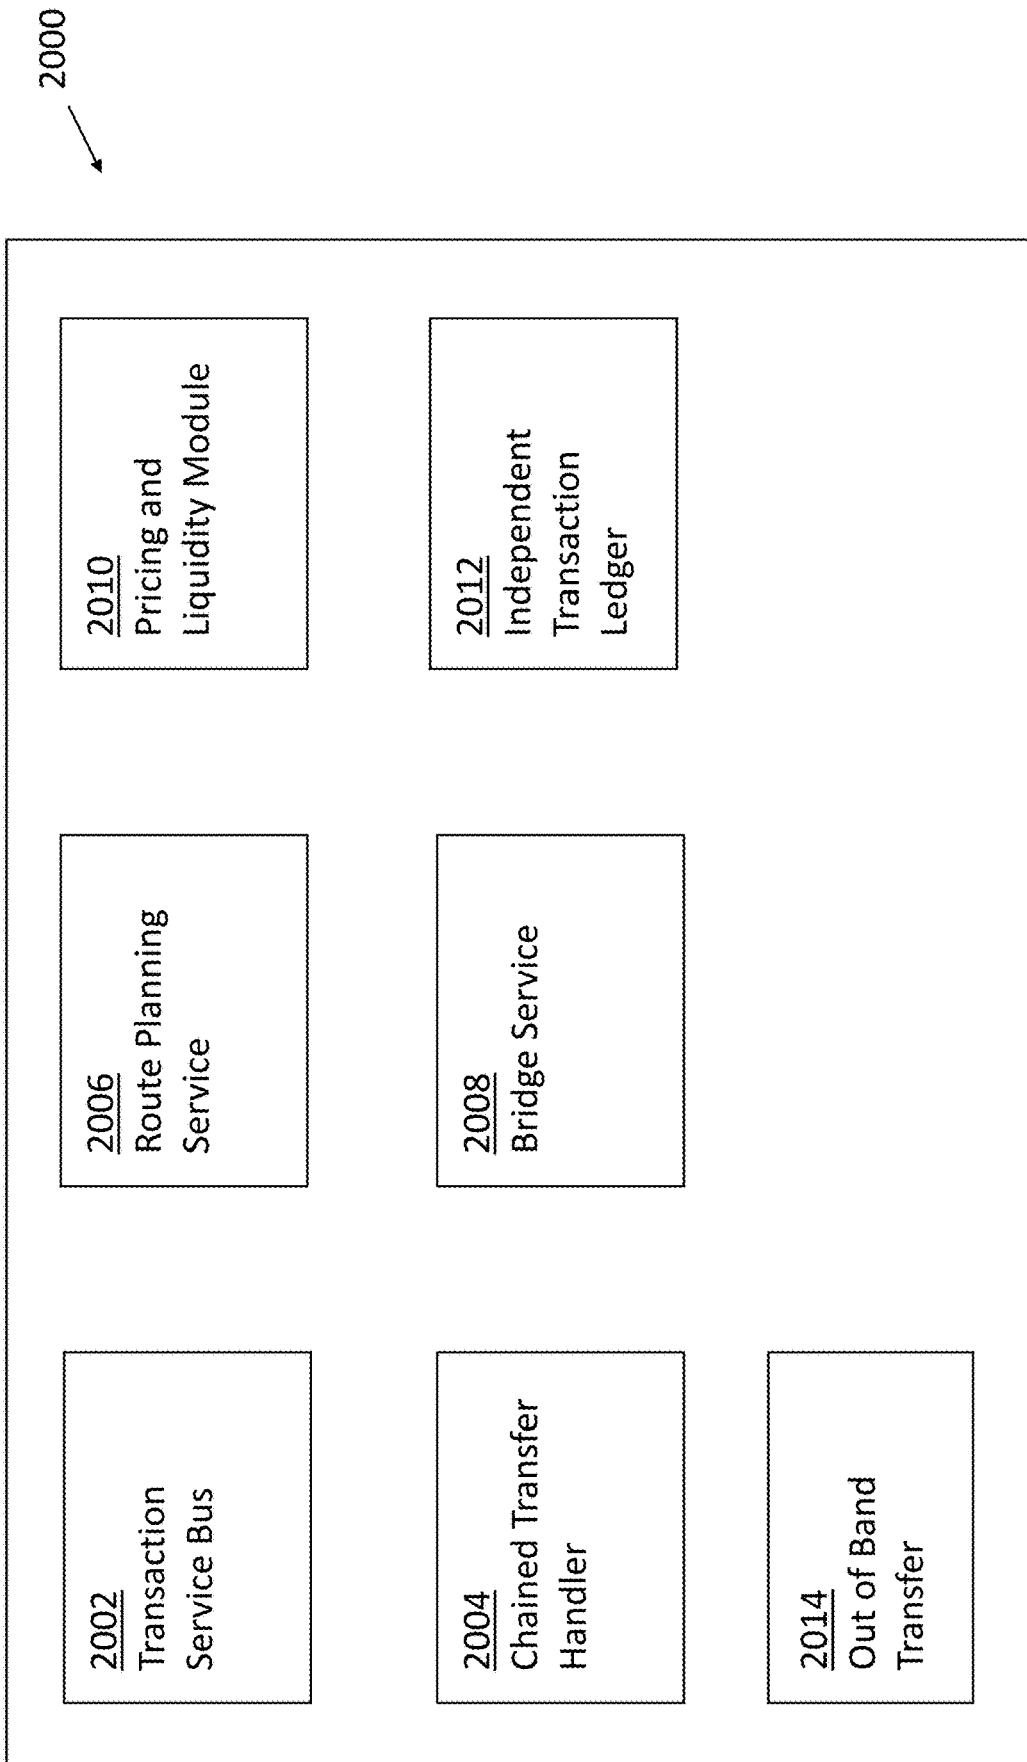 2000
2002
Transaction
Service Bus
2006
Route Planning
Service
2010
Pricing and
Liquidity Module
2004
Chained Transfer
Handler
2008
Bridge Service
2012
Independent
Transaction
Ledger
2014
Out of Band
Transfer